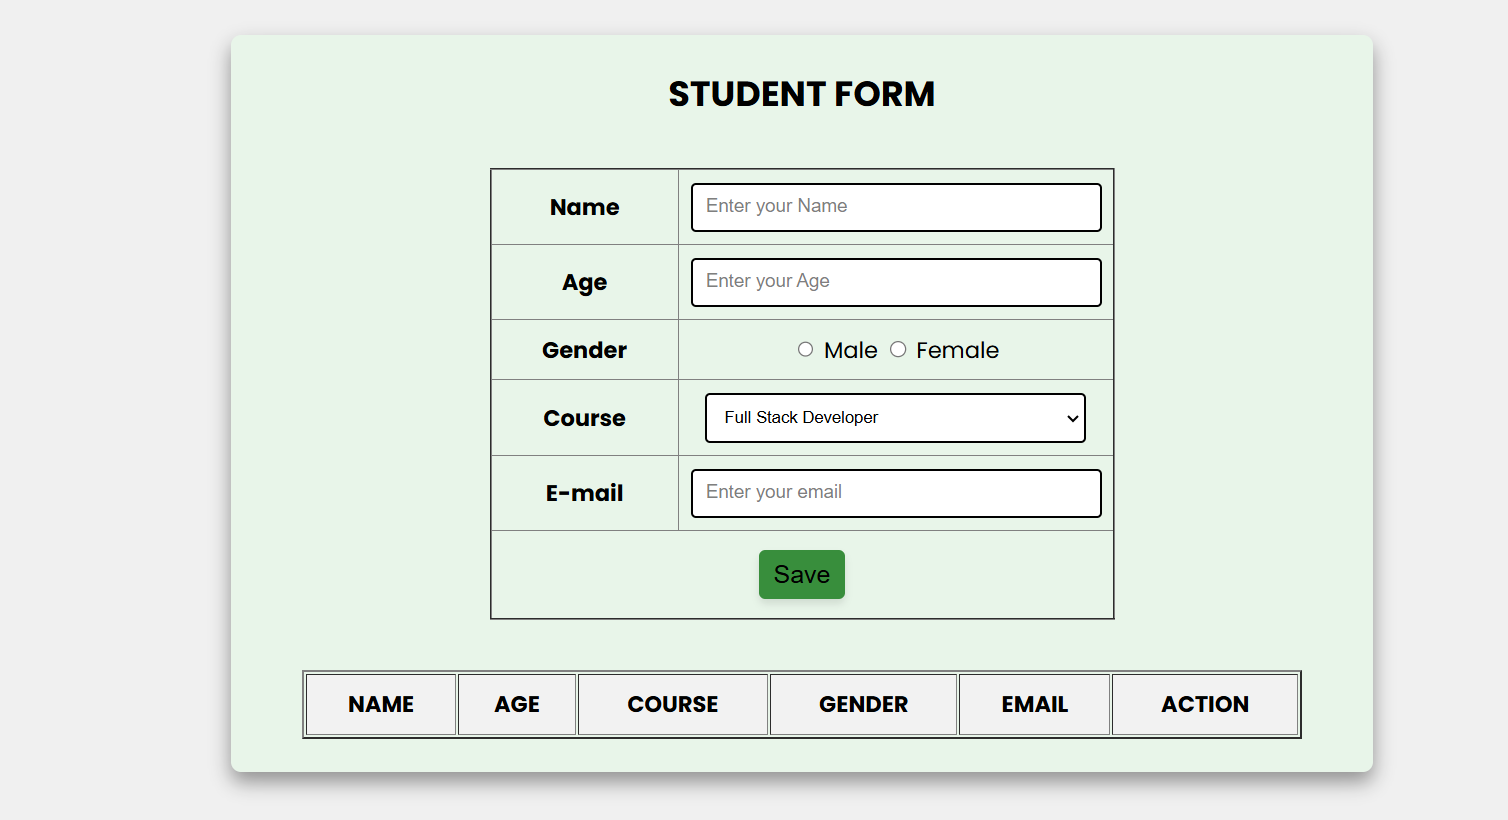 STUDENT FORM
Name Enter your Name
Age Enter your Age
Gender Male Female
Course Full Stack Developer
E-mail Enter your email
Save
NAME AGE COURSE GENDER EMAIL ACTION